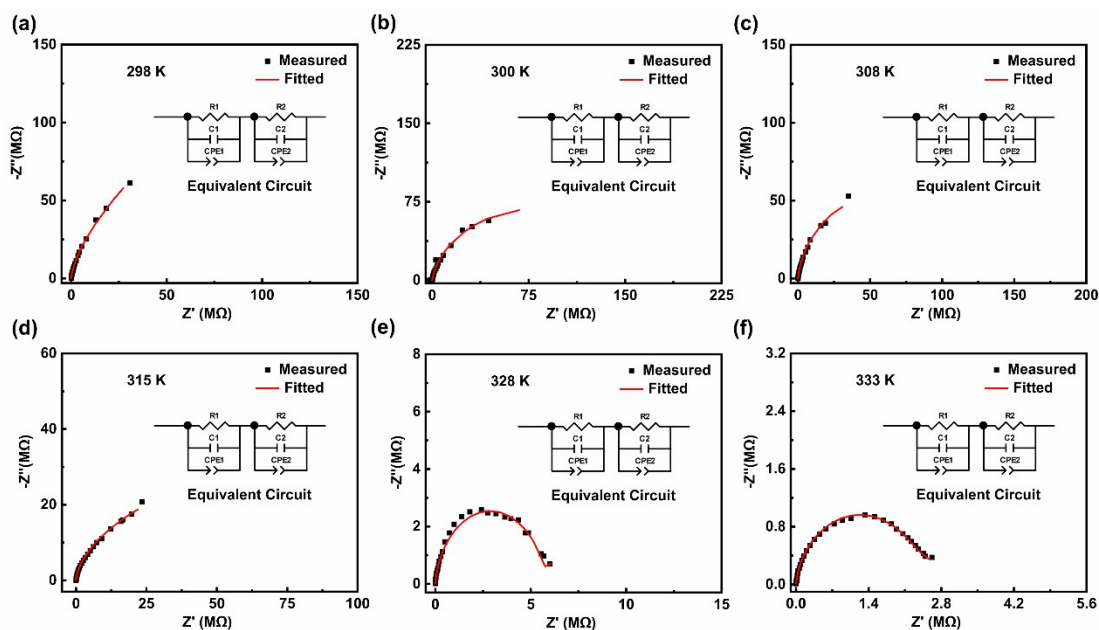 (a)
150
100
50
0
-Z''(MΩ)
298 K
Measured
Fitted
R1
R2
C1
C2
CPE1
CPE2
Equivalent Circuit
0 50 100 150
Z' (MΩ)
(b)
225
150
75
0
-Z''(MΩ)
300 K
Measured
Fitted
R1
R2
C1
C2
CPE1
CPE2
Equivalent Circuit
0 75 150 225
Z' (MΩ)
(c)
150
100
50
0
-Z''(MΩ)
308 K
Measured
Fitted
R1
R2
C1
C2
CPE1
CPE2
Equivalent Circuit
0 50 100 150 200
Z' (MΩ)
(d)
60
40
20
0
-Z''(MΩ)
315 K
Measured
Fitted
R1
R2
C1
C2
CPE1
CPE2
Equivalent Circuit
0 25 50 75 100
Z' (MΩ)
(e)
8
6
4
2
0
-Z''(MΩ)
328 K
Measured
Fitted
R1
R2
C1
C2
CPE1
CPE2
Equivalent Circuit
0 5 10 15
Z' (MΩ)
(f)
3.2
2.4
1.6
0.8
0.0
-Z''(MΩ)
333 K
Measured
Fitted
R1
R2
C1
C2
CPE1
CPE2
Equivalent Circuit
0.0 1.4 2.8 4.2 5.6
Z' (MΩ)